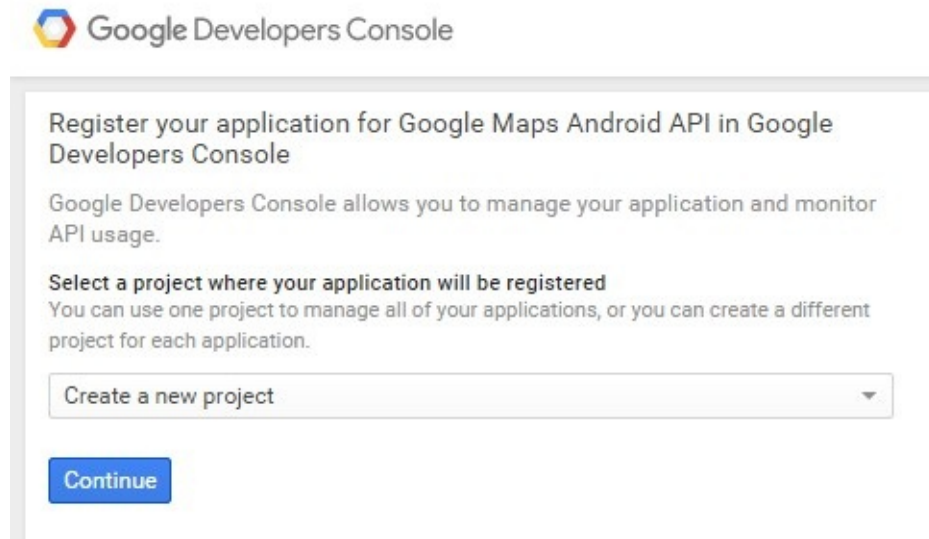 Google Developers Console
Register your application for Google Maps Android API in Google
Developers Console
Google Developers Console allows you to manage your application and monitor
API usage.
Select a project where your application will be registered
You can use one project to manage all of your applications, or you can create a different
project for each application.
Create a new project
Continue